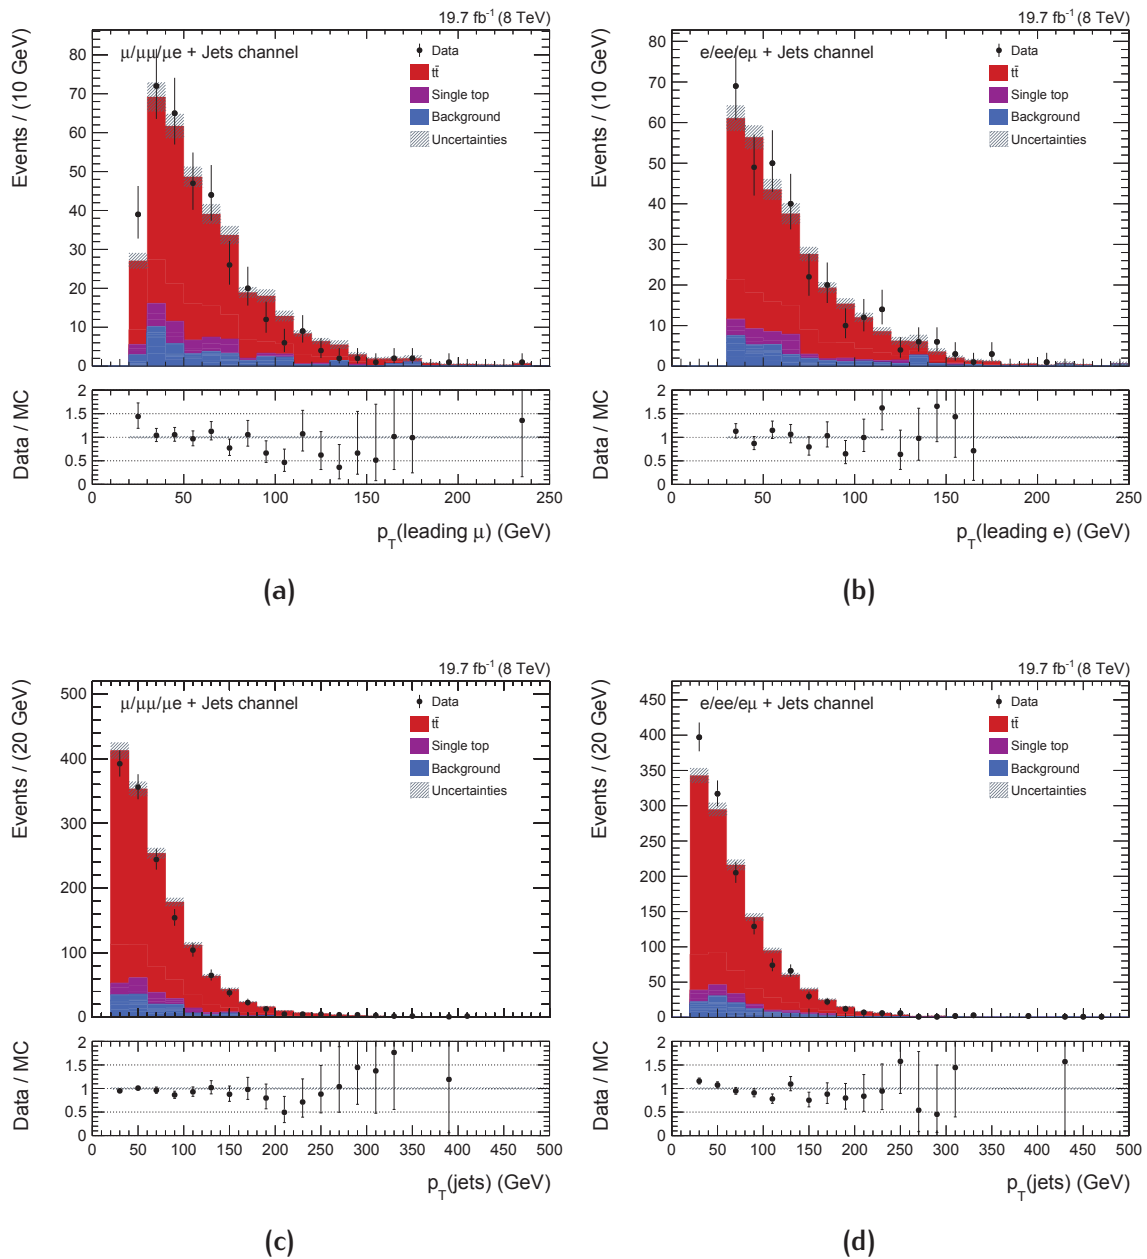 19.7 fb⁻¹ (8 TeV)
μ/μμ/μe + Jets channel
Data
tt̄
Single top
Background
Uncertainties
Events / (10 GeV)
80
70
60
50
40
30
20
10
0
Data / MC
2
1.5
1
0.5
0
0 50 100 150 200 250
p_T(leading μ) (GeV)
(a)
19.7 fb⁻¹ (8 TeV)
e/ee/eμ + Jets channel
Data
tt̄
Single top
Background
Uncertainties
Events / (10 GeV)
80
70
60
50
40
30
20
10
0
Data / MC
2
1.5
1
0.5
0
0 50 100 150 200 250
p_T(leading e) (GeV)
(b)
19.7 fb⁻¹ (8 TeV)
μ/μμ/μe + Jets channel
Data
tt̄
Single top
Background
Uncertainties
Events / (20 GeV)
500
400
300
200
100
0
Data / MC
2
1.5
1
0.5
0
0 50 100 150 200 250 300 350 400 450 500
p_T(jets) (GeV)
(c)
19.7 fb⁻¹ (8 TeV)
e/ee/eμ + Jets channel
Data
tt̄
Single top
Background
Uncertainties
Events / (20 GeV)
450
400
350
300
250
200
150
100
50
0
Data / MC
2
1.5
1
0.5
0
0 50 100 150 200 250 300 350 400 450 500
p_T(jets) (GeV)
(d)